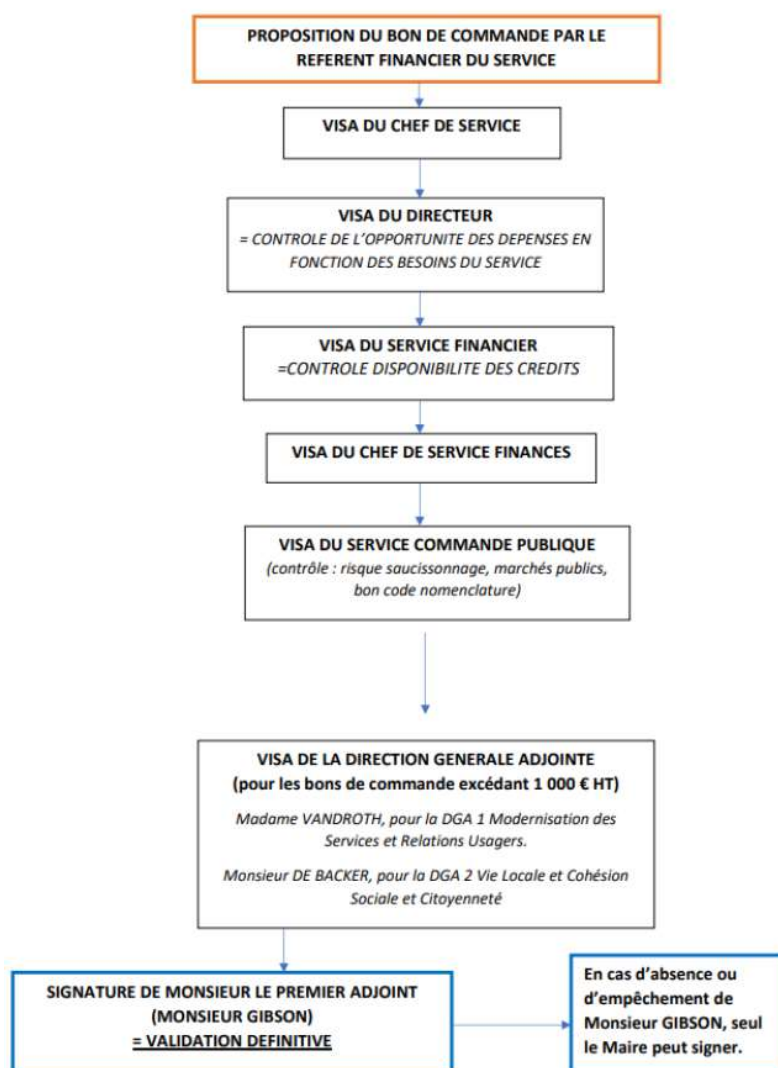 PROPOSITION DU BON DE COMMANDE PAR LE
REFERENT FINANCIER DU SERVICE
VISA DU CHEF DE SERVICE
VISA DU DIRECTEUR
= CONTROLE DE L'OPPORTUNITE DES DEPENSES EN
FONCTION DES BESOINS DU SERVICE
VISA DU SERVICE FINANCIER
=CONTROLE DISPONIBILITE DES CREDITS
VISA DU CHEF DE SERVICE FINANCES
VISA DU SERVICE COMMANDE PUBLIQUE
(contrôle : risque saucissonnage, marchés publics,
bon code nomenclature)
VISA DE LA DIRECTION GENERALE ADJOINTE
(pour les bons de commande excédant 1 000 € HT)
Madame VANDROTH, pour la DGA 1 Modernisation des
Services et Relations Usagers.
Monsieur DE BACKER, pour la DGA 2 Vie Locale et Cohésion
Sociale et Citoyenneté
SIGNATURE DE MONSIEUR LE PREMIER ADJOINT
(MONSIEUR GIBSON)
= VALIDATION DEFINITIVE
En cas d'absence ou
d'empêchement de
Monsieur GIBSON, seul
le Maire peut signer.